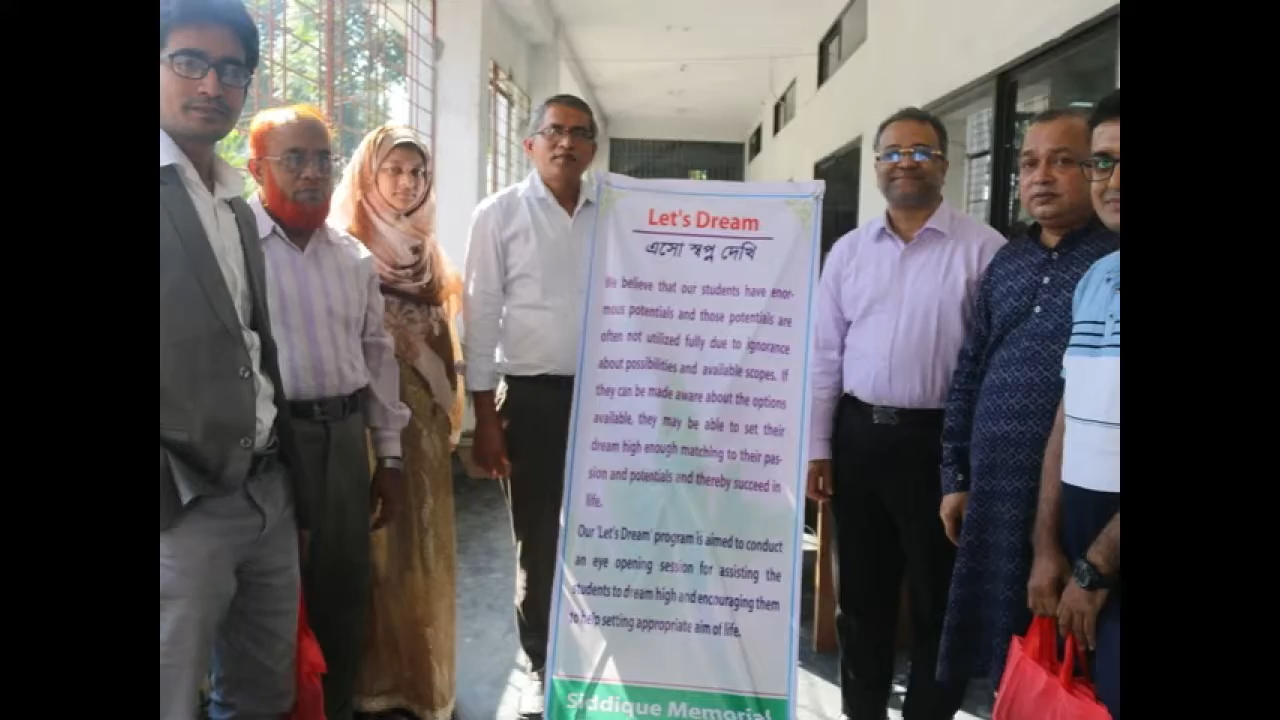 Let's Dream
এসো স্বপ্ন দেখি
We believe that our students have enor-
mous potentials and those potentials are
often not utilized fully due to ignorance
about possibilities and available scopes. If
they can be made aware about the options
available, they may be able to set their
dream high enough matching to their pas-
sion and potentials and thereby succeed in
life.
Our 'Let's Dream' program is aimed to conduct
an eye opening session for assisting the
students to dream high and encouraging them
to help setting appropriate aim of life.
Siddique Memorial